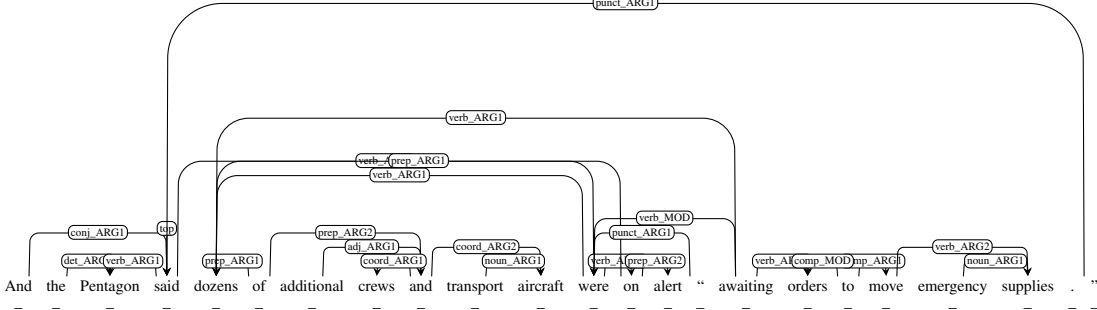 punct_ARG1
verb_ARG1
prep_ARG1
verb_ARG1
top
verb_MOD
conj_ARG1 prep_ARG2 punct_ARG1
adj_ARG1 coord_ARG2 verb_ARG2
verb_ARG1 prep_ARG1 coord_ARG1 noun_ARG1 prep_ARG2 comp_MOD noun_ARG1
And the Pentagon said dozens of additional crews and transport aircraft were on alert “ awaiting orders to move emergency supplies . ”